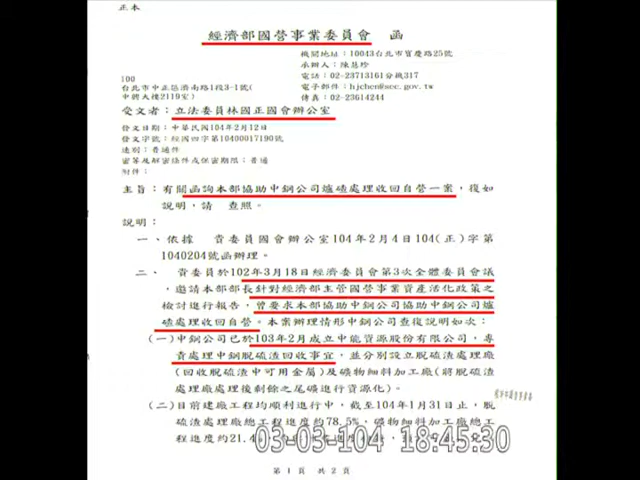 正本
經濟部國營事業委員會　函
機關地址：10043台北市寶慶路25號
承辦人：陳慧珍
電話：02-23713161分機317
電子郵件：hjchen@sec.gov.tw
傳真：02-23614244
100
台北市中正區濟南路1段3-1號(
中興大樓2119室)
受文者：立法委員林國正國會辦公室
發文日期：中華民國104年2月12日
發文字號：經國四字第10400017190號
速別：普通件
密等及解密條件或保密期限：普通
附件：
主旨：有關函詢本部協助中鋼公司爐碴處理收回自營一案，復如
說明，請　查照。
說明：
一、依據　貴委員國會辦公室104年2月4日104(正)字第
1040204號函辦理。
二、　貴委員於102年3月18日經濟委員會第3次全體委員會議
，邀請本部部長針對經濟部主管國營事業資產活化政策之
檢討進行報告，曾要求本部協助中鋼公司協助中鋼公司爐
碴處理收回自營。本案辦理情形中鋼公司查復說明如次：
(一)中鋼公司已於103年2月成立中能資源股份有限公司，專
責處理中鋼脫硫渣回收事宜，並分別設立脫硫渣處理廠
(回收脫硫渣中可用金屬)及礦物細料加工廠(將脫硫渣
處理廠處理後剩餘之尾礦進行資源化)。
(二)目前建廠工程均順利進行中，截至104年1月31日止，脫
硫渣處理廠總工程進度約78.5%，礦物細料加工廠總工
程進度約21.4
03-03-104 18:45:30
第1頁　共2頁